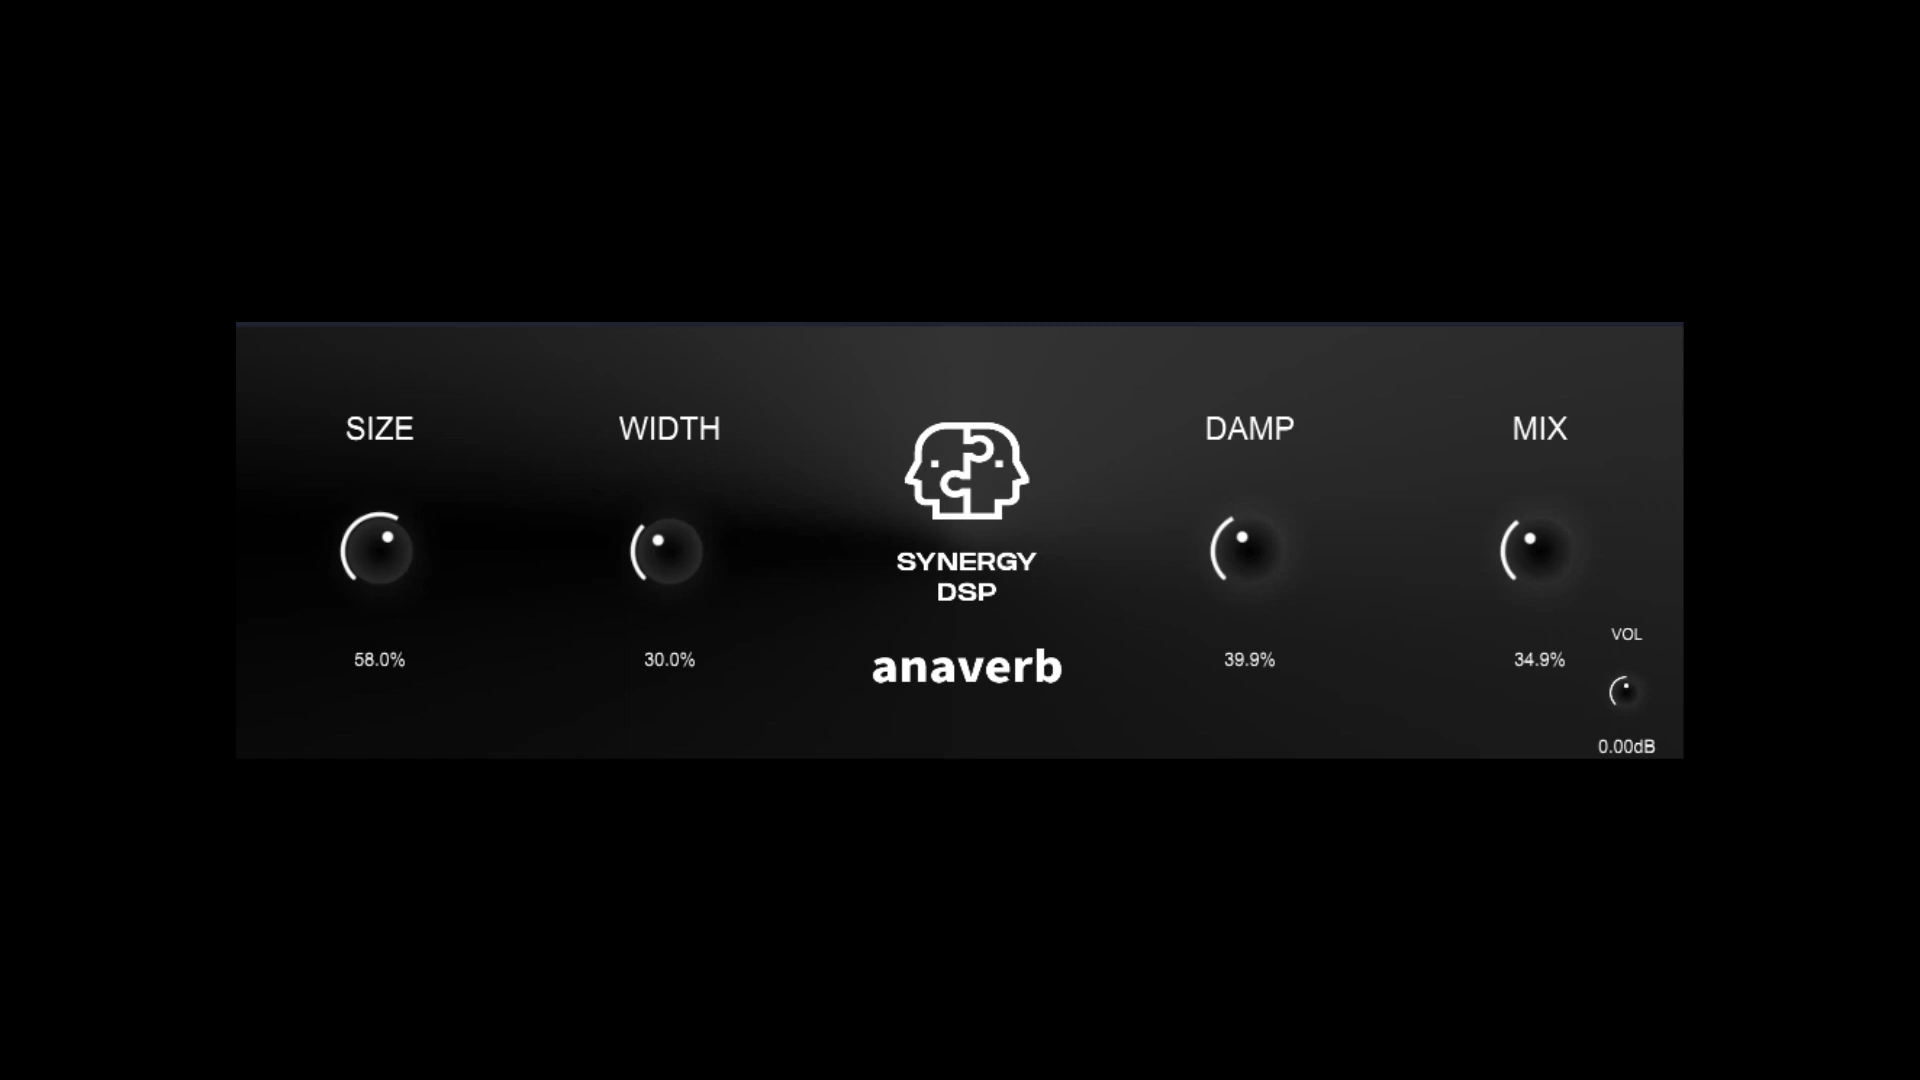 SIZE
WIDTH
DAMP
MIX
SYNERGY
DSP
58.0%
30.0%
anaverb
39.9%
34.9%
VOL
0.00dB